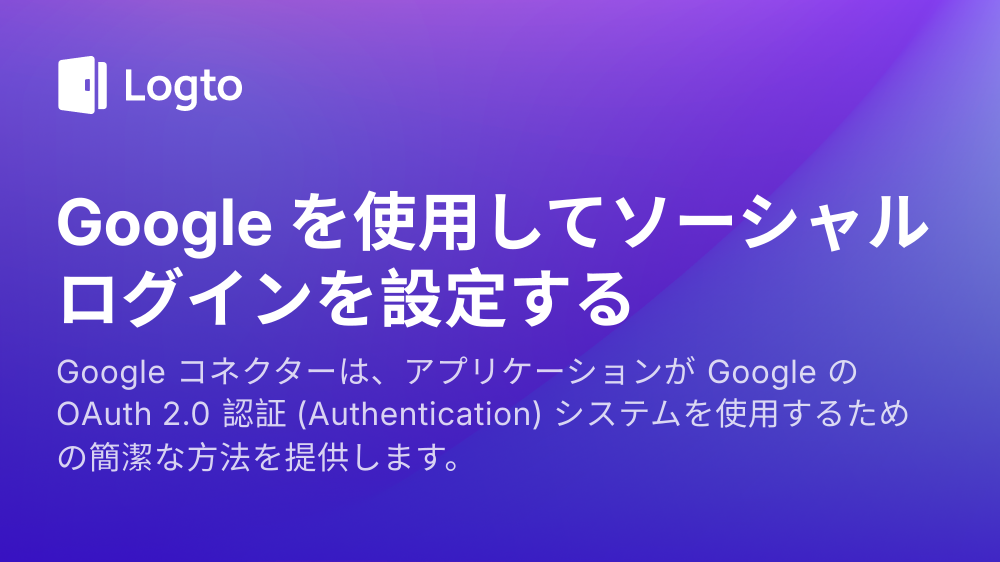 Logto
Google を使用してソーシャル
ログインを設定する
Google コネクターは、アプリケーションが Google の
OAuth 2.0 認証 (Authentication) システムを使用するため
の簡潔な方法を提供します。